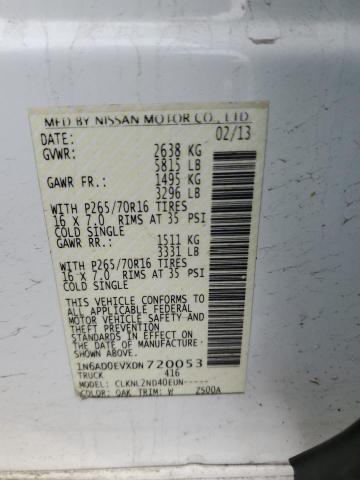 MFD BY NISSAN MOTOR CO., LTD.
DATE: 02/13
GVWR: 2638 KG
5815 LB
GAWR FR.: 1495 KG
3296 LB
WITH P265/70R16 TIRES
16 X 7.0 RIMS AT 35 PSI
COLD SINGLE
GAWR RR.: 1511 KG
3331 LB
WITH P265/70R16 TIRES
16 X 7.0 RIMS AT 35 PSI
COLD SINGLE
THIS VEHICLE CONFORMS TO
ALL APPLICABLE FEDERAL
MOTOR VEHICLE SAFETY
STANDARDS IN EFFECT ON
THE DATE OF MANUFACTURE
SHOWN ABOVE.
1N6AD0EVXDN720053
TRUCK 416
MODEL: CLKNL2ND40EUN-----
COLOR: QAK TRIM: W 2S00A